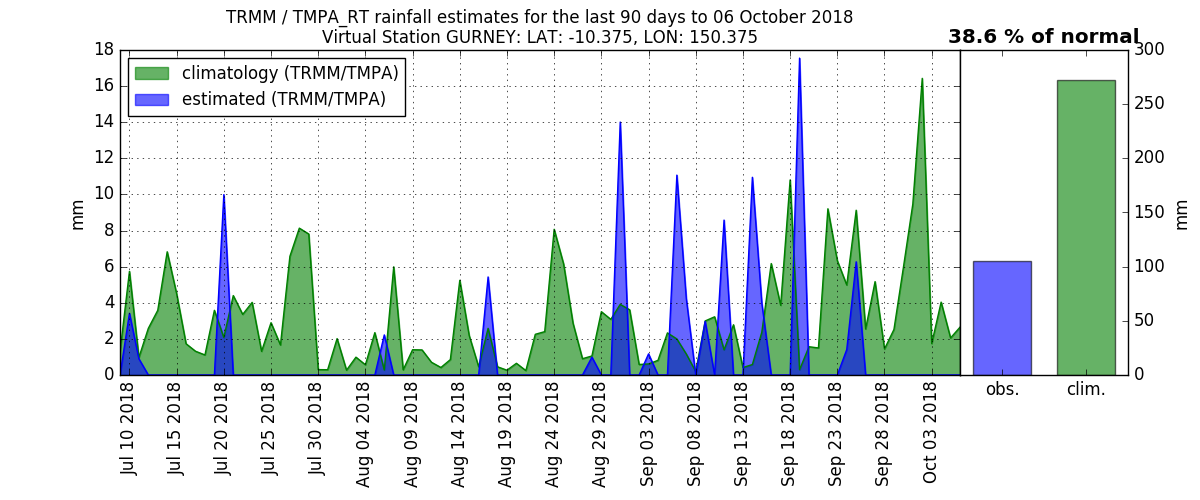 TRMM / TMPA_RT rainfall estimates for the last 90 days to 06 October 2018
Virtual Station GURNEY: LAT: -10.375, LON: 150.375
38.6 % of normal
climatology (TRMM/TMPA)
estimated (TRMM/TMPA)
18
16
14
12
10
8
6
4
2
0
mm
Jul 10 2018
Jul 15 2018
Jul 20 2018
Jul 25 2018
Jul 30 2018
Aug 04 2018
Aug 09 2018
Aug 14 2018
Aug 19 2018
Aug 24 2018
Aug 29 2018
Sep 03 2018
Sep 08 2018
Sep 13 2018
Sep 18 2018
Sep 23 2018
Sep 28 2018
Oct 03 2018
obs.
clim.
300
250
200
150
100
50
0
mm